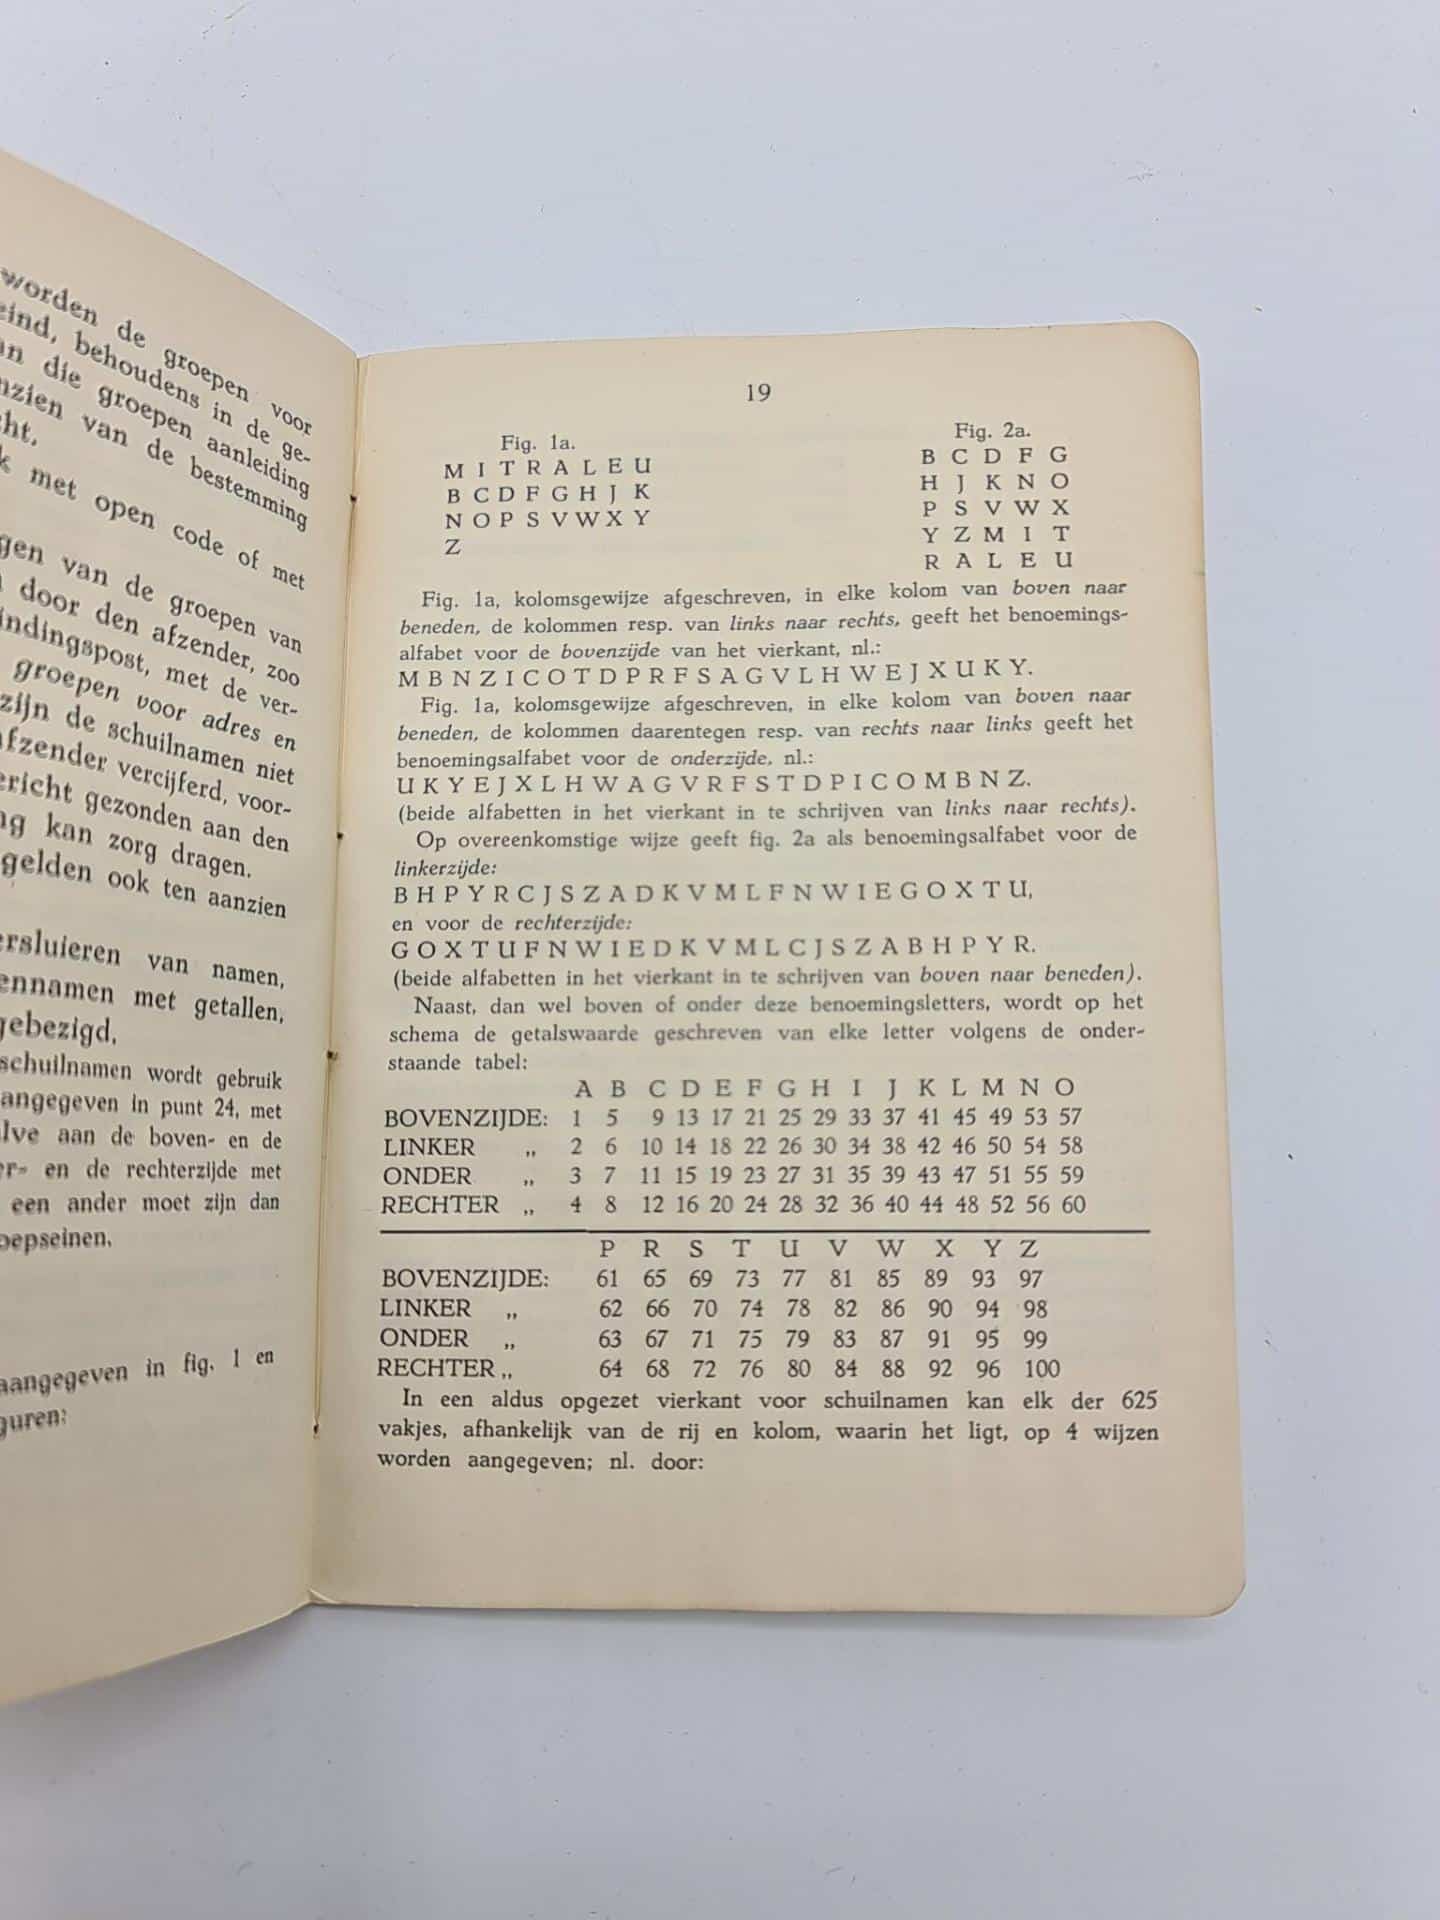 worden de groepen voor
eind, behoudens in de ge-
an die groepen aanleiding
nzien van de bestemming
cht.
k met open code of met
gen van de groepen van
door den afzender, zoo
indingspost, met de ver-
groepen voor adres en
zijn de schuilnamen niet
afzender vercijferd, voor-
ericht gezonden aan den
ng kan zorg dragen.
gelden ook ten aanzien
ersluieren van namen,
ennamen met getallen,
gebezigd.
schuilnamen wordt gebruik
aangegeven in punt 24, met
lve aan de boven- en de
er- en de rechterzijde met
een ander moet zijn dan
oepseinen.
aangegeven in fig. 1 en
guren:
19
Fig. 1a.
M I T R A L E U
B C D F G H J K
N O P S V W X Y
Z
Fig. 2a.
B C D F G
H J K N O
P S V W X
Y Z M I T
R A L E U
Fig. 1a, kolomsgewijze afgeschreven, in elke kolom van boven naar
beneden, de kolommen resp. van links naar rechts, geeft het benoemings-
alfabet voor de bovenzijde van het vierkant, nl.:
M B N Z I C O T D P R F S A G V L H W E J X U K Y.
Fig. 1a, kolomsgewijze afgeschreven, in elke kolom van boven naar
beneden, de kolommen daarentegen resp. van rechts naar links geeft het
benoemingsalfabet voor de onderzijde, nl.:
U K Y E J X L H W A G V R F S T D P I C O M B N Z.
(beide alfabetten in het vierkant in te schrijven van links naar rechts).
Op overeenkomstige wijze geeft fig. 2a als benoemingsalfabet voor de
linkerzijde:
B H P Y R C J S Z A D K V M L F N W I E G O X T U,
en voor de rechterzijde:
G O X T U F N W I E D K V M L C J S Z A B H P Y R.
(beide alfabetten in het vierkant in te schrijven van boven naar beneden).
Naast, dan wel boven of onder deze benoemingsletters, wordt op het
schema de getalswaarde geschreven van elke letter volgens de onder-
staande tabel:
A B C D E F G H I J K L M N O
BOVENZIJDE: 1 5 9 13 17 21 25 29 33 37 41 45 49 53 57
LINKER „ 2 6 10 14 18 22 26 30 34 38 42 46 50 54 58
ONDER „ 3 7 11 15 19 23 27 31 35 39 43 47 51 55 59
RECHTER „ 4 8 12 16 20 24 28 32 36 40 44 48 52 56 60
P R S T U V W X Y Z
BOVENZIJDE: 61 65 69 73 77 81 85 89 93 97
LINKER „ 62 66 70 74 78 82 86 90 94 98
ONDER „ 63 67 71 75 79 83 87 91 95 99
RECHTER „ 64 68 72 76 80 84 88 92 96 100
In een aldus opgezet vierkant voor schuilnamen kan elk der 625
vakjes, afhankelijk van de rij en kolom, waarin het ligt, op 4 wijzen
worden aangegeven; nl. door: